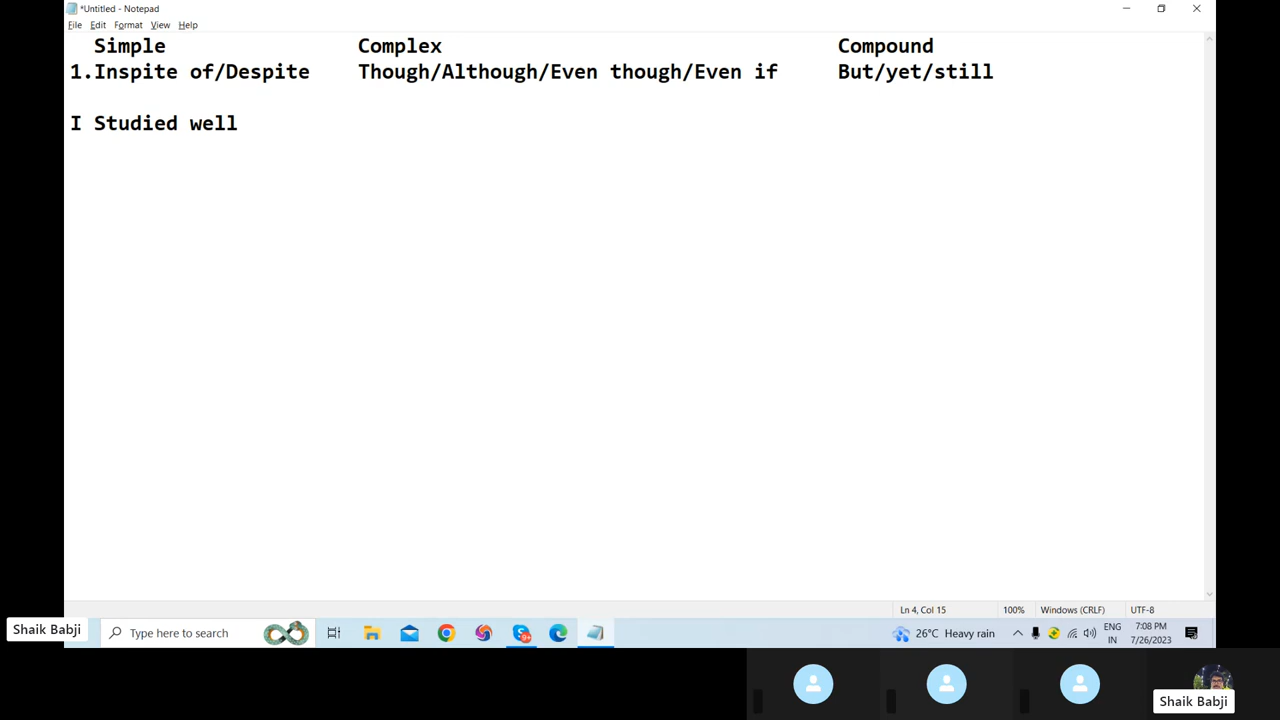 *Untitled - Notepad
File Edit Format View Help
Simple Complex Compound
1.Inspite of/Despite Though/Although/Even though/Even if But/yet/still
I Studied well
Ln 4, Col 15 100% Windows (CRLF) UTF-8
Shaik Babji
Type here to search
9+
26°C Heavy rain
ENG
IN
7:08 PM
7/26/2023
Shaik Babji